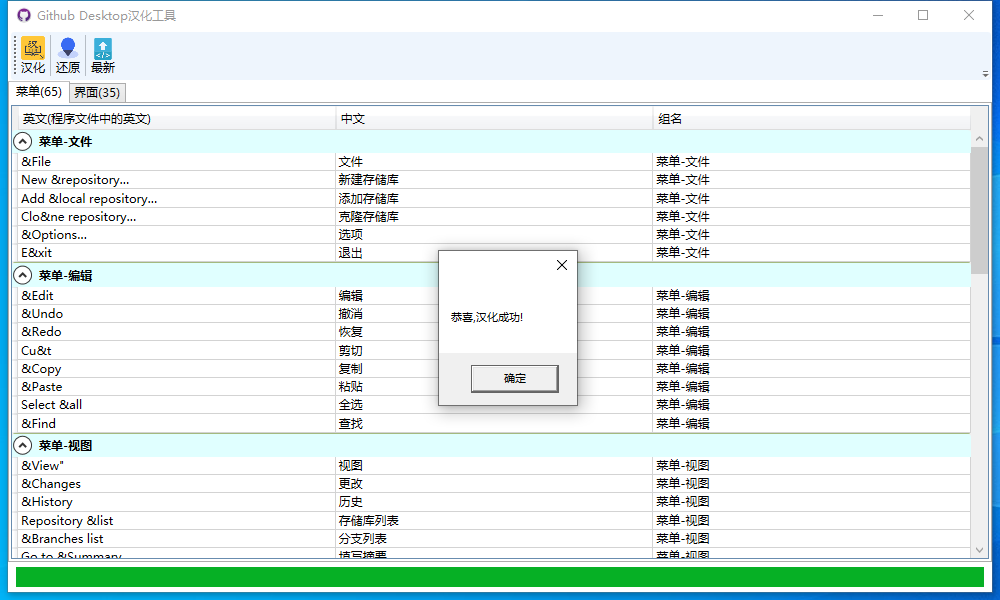 Github Desktop汉化工具
汉化 还原 最新
菜单(65) 界面(35)
英文(程序文件中的英文) 中文 组名
菜单-文件
&File 文件 菜单-文件
New &repository... 新建存储库 菜单-文件
Add &local repository... 添加存储库 菜单-文件
Clo&ne repository... 克隆存储库 菜单-文件
&Options... 选项 菜单-文件
E&xit 退出 菜单-文件
菜单-编辑
&Edit 编辑 菜单-编辑
&Undo 撤消 菜单-编辑
恭喜,汉化成功!
&Redo 恢复 菜单-编辑
Cu&t 剪切 菜单-编辑
&Copy 复制 菜单-编辑
确定
&Paste 粘贴 菜单-编辑
Select &all 全选 菜单-编辑
&Find 查找 菜单-编辑
菜单-视图
&View" 视图 菜单-视图
&Changes 更改 菜单-视图
&History 历史 菜单-视图
Repository &list 存储库列表 菜单-视图
&Branches list 分支列表 菜单-视图
Go to &Summary 填写摘要 菜单-视图